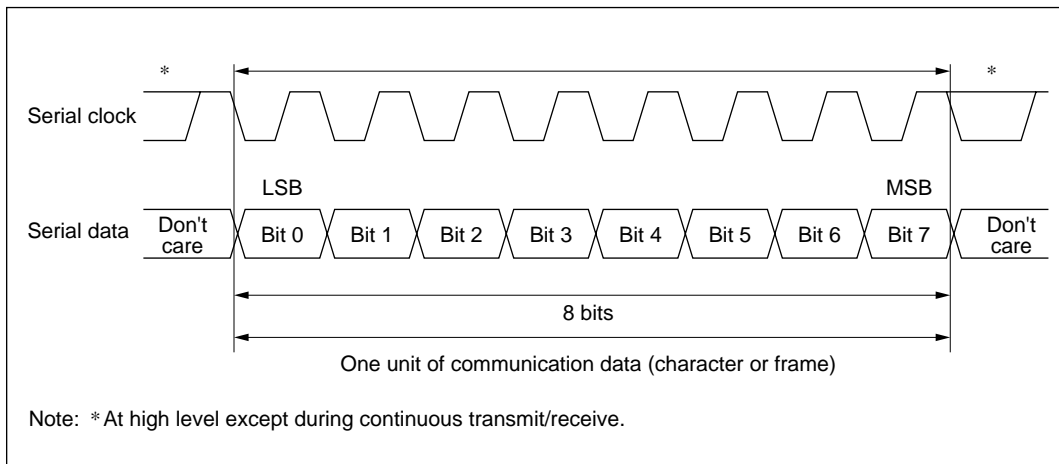 * *
Serial clock
LSB MSB
Serial data Don't care Bit 0 Bit 1 Bit 2 Bit 3 Bit 4 Bit 5 Bit 6 Bit 7 Don't care
8 bits
One unit of communication data (character or frame)
Note: * At high level except during continuous transmit/receive.